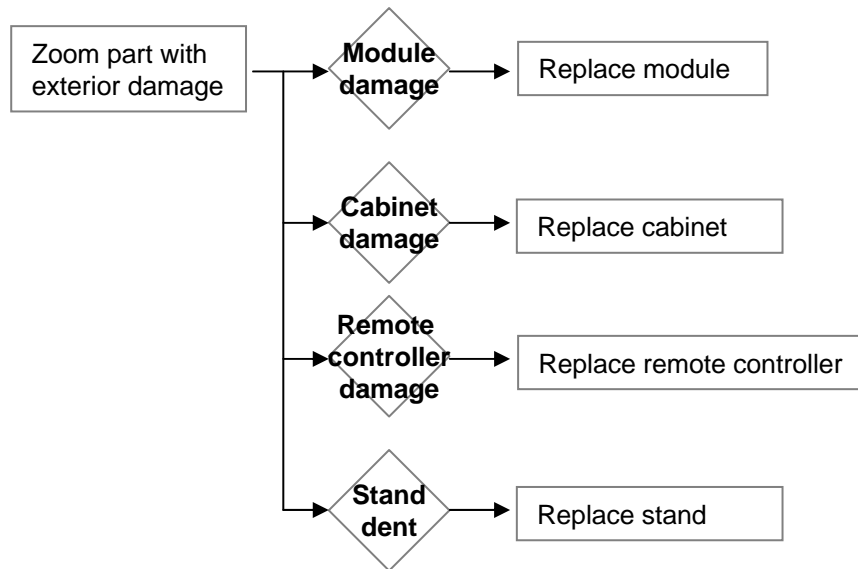 Zoom part with
exterior damage
Module
damage
Replace module
Cabinet
damage
Replace cabinet
Remote
controller
damage
Replace remote controller
Stand
dent
Replace stand